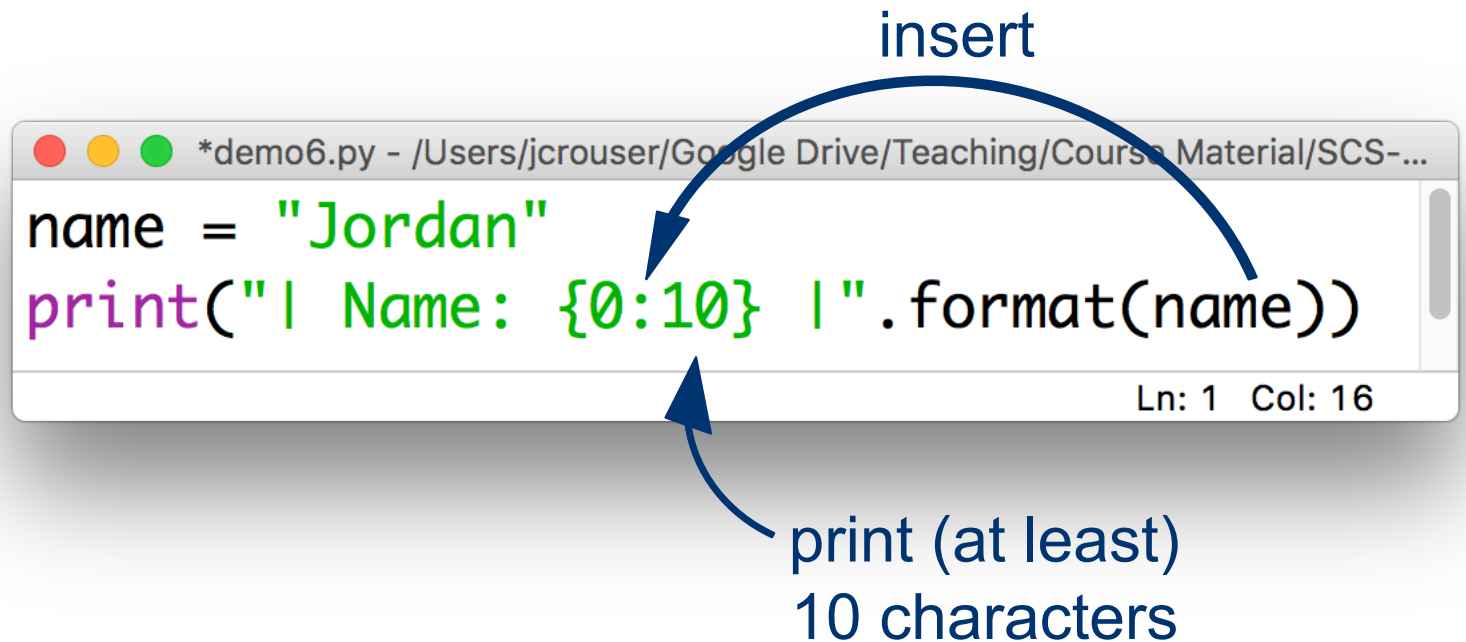 insert
*demo6.py - /Users/jcrouser/Google Drive/Teaching/Course Material/SCS-...
name = "Jordan"
print("| Name: {0:10} |".format(name))
Ln: 1 Col: 16
print (at least)
10 characters